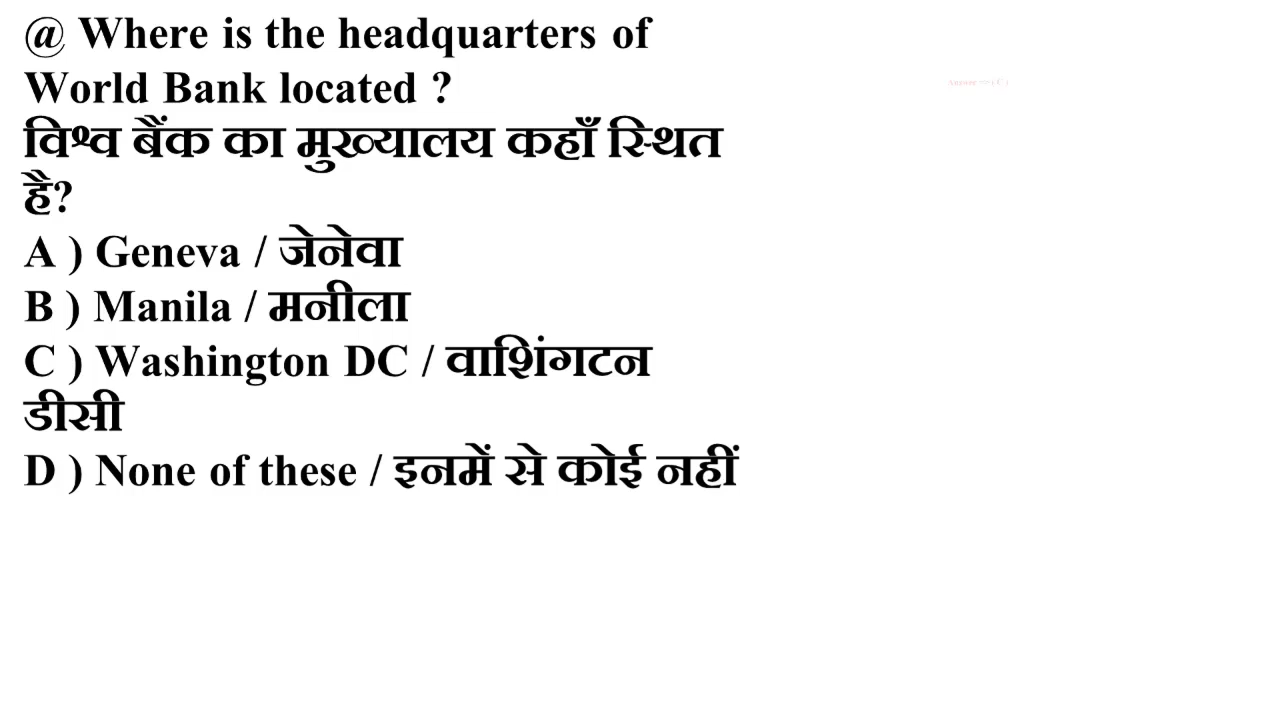 @ Where is the headquarters of
World Bank located ?
विश्व बैंक का मुख्यालय कहाँ स्थित
है?
A ) Geneva / जेनेवा
B ) Manila / मनीला
C ) Washington DC / वाशिंगटन
डीसी
D ) None of these / इनमें से कोई नहीं
Answer => ( C )